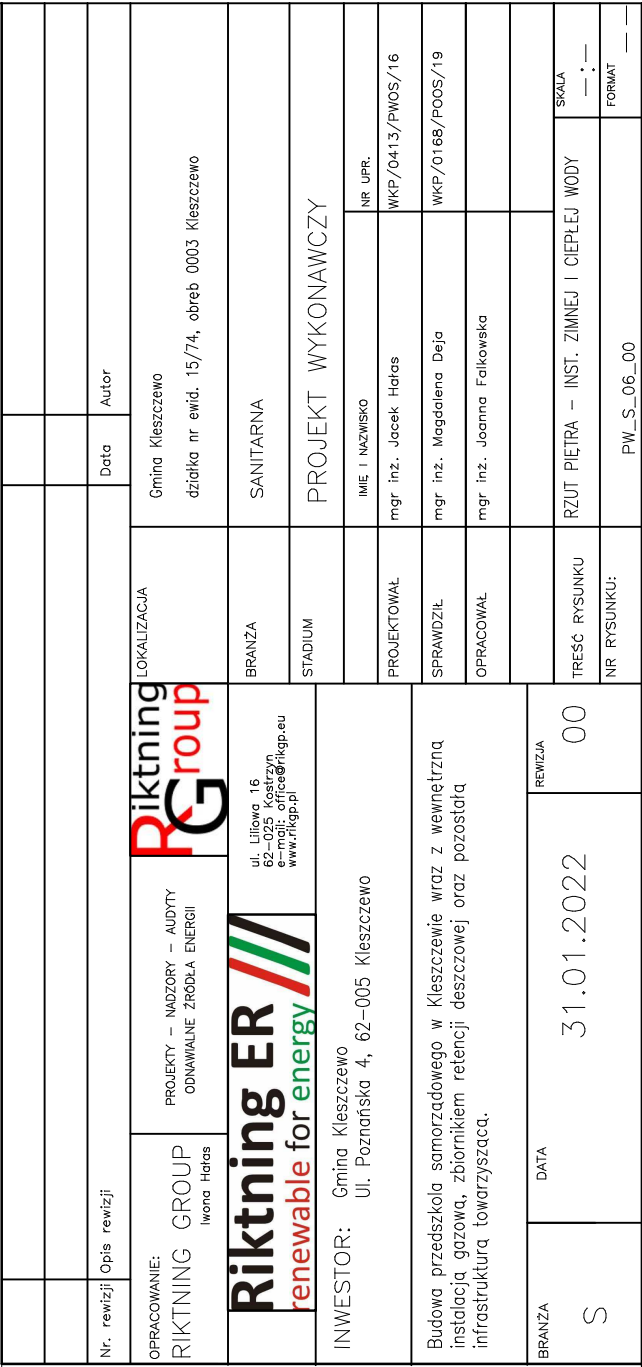 Nr. rewizji Opis rewizji Data Autor
OPRACOWANIE:
RIKTNING GROUP
Iwona Hałas
PROJEKTY – NADZORY – AUDYTY
ODNAWIALNE ŹRÓDŁA ENERGII
Riktning
Group
LOKALIZACJA
Gmina Kleszczewo
działka nr ewid. 15/74, obręb 0003 Kleszczewo
Riktning ER
renewable for energy
ul. Liliowa 16
62-025 Kostrzyn
e-mail: office@rikgp.eu
www.rikgp.pl
BRANŻA SANITARNA
STADIUM PROJEKT WYKONAWCZY
INWESTOR: Gmina Kleszczewo
Ul. Poznańska 4, 62-005 Kleszczewo
IMIĘ I NAZWISKO NR UPR.
PROJEKTOWAŁ mgr inż. Jacek Hałas WKP/0413/PWOS/16
SPRAWDZIŁ mgr inż. Magdalena Deja WKP/0168/POOS/19
OPRACOWAŁ mgr inż. Joanna Falkowska
Budowa przedszkola samorządowego w Kleszczewie wraz z wewnętrzną
instalacją gazową, zbiornikiem retencji deszczowej oraz pozostałą
infrastrukturą towarzyszącą.
BRANŻA
S
DATA
31.01.2022
REWIZJA
00
TREŚĆ RYSUNKU RZUT PIĘTRA – INST. ZIMNEJ I CIEPŁEJ WODY
SKALA
–:–
NR RYSUNKU: PW_S_06_00
FORMAT
– –